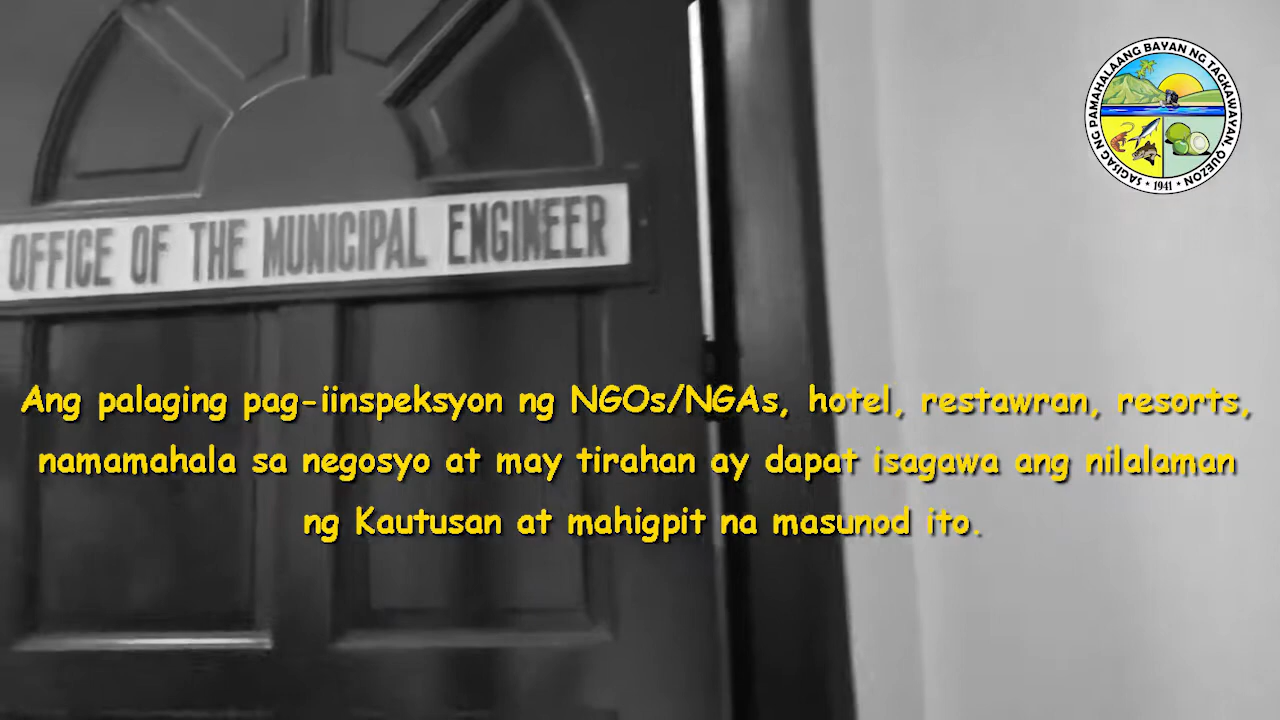 SAGISAG NG PAMAHALAANG BAYAN NG TAGKAWAYAN, QUEZON
• 1941 •
OFFICE OF THE MUNICIPAL ENGINEER
Ang palaging pag-iinspeksyon ng NGOs/NGAs, hotel, restawran, resorts,
namamahala sa negosyo at may tirahan ay dapat isagawa ang nilalaman
ng Kautusan at mahigpit na masunod ito.